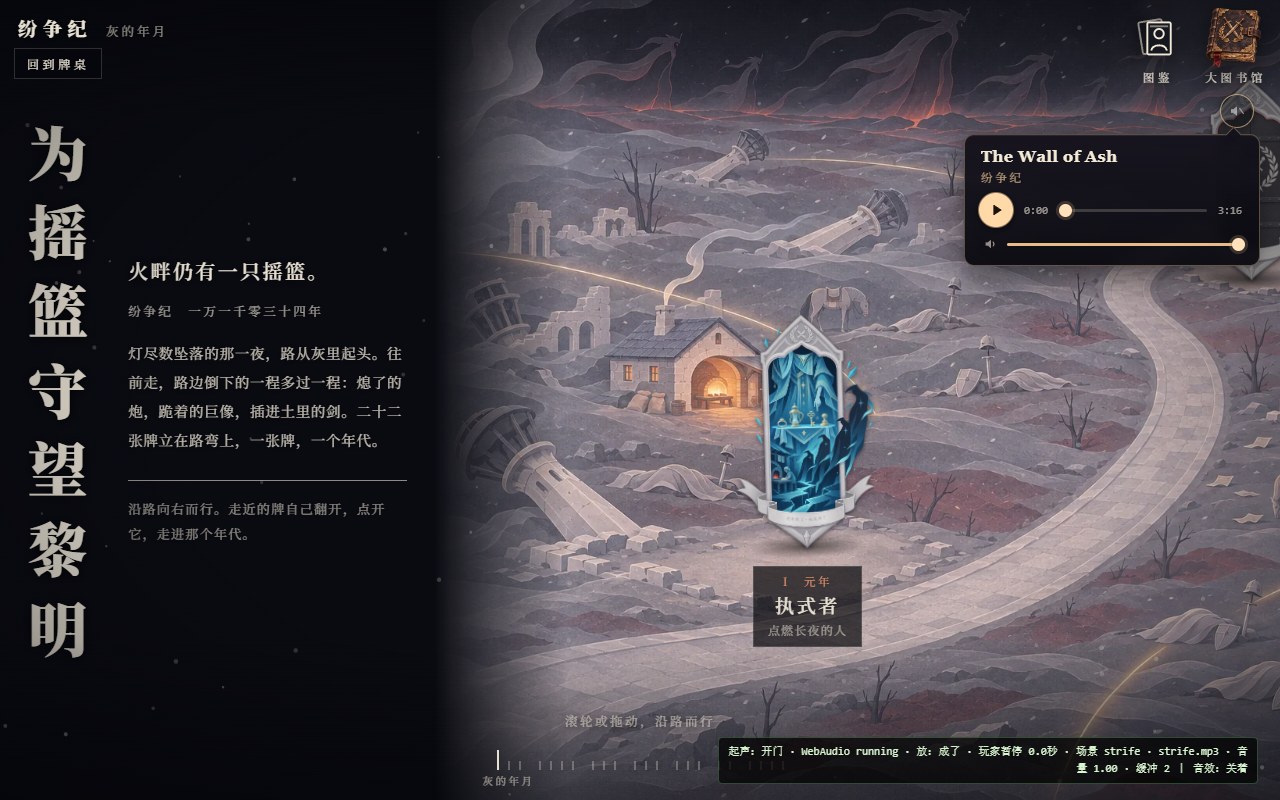 纷争纪 灰的年月
回到牌桌
图鉴
大图书馆
为摇篮守望黎明
The Wall of Ash
纷争纪
0:00
3:16
火畔仍有一只摇篮。
纷争纪 一万一千零三十四年
灯尽数坠落的那一夜，路从灰里起头。往
前走，路边倒下的一程多过一程：熄了的
炮，跪着的巨像，插进土里的剑。二十二
张牌立在路弯上，一张牌，一个年代。
沿路向右而行。走近的牌自己翻开，点开
它，走进那个年代。
I 元年
执式者
点燃长夜的人
滚轮或拖动，沿路而行
灰的年月
起声：开门 · WebAudio running · 放：成了 · 玩家暂停 0.0秒 · 场景 strife · strife.mp3 · 音
量 1.00 · 缓冲 2 | 音效：关着